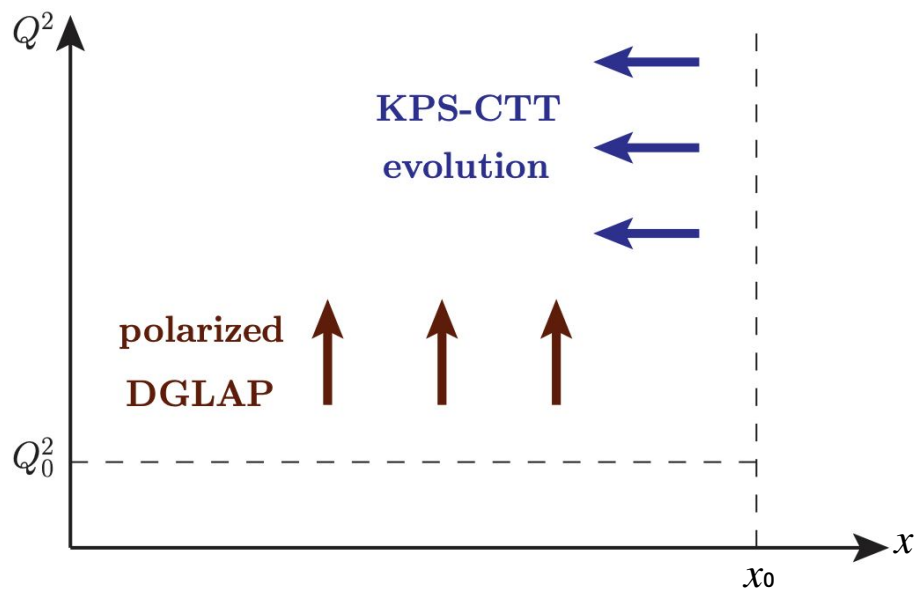 Q²
KPS-CTT
evolution
polarized
DGLAP
Q₀²
x
x₀